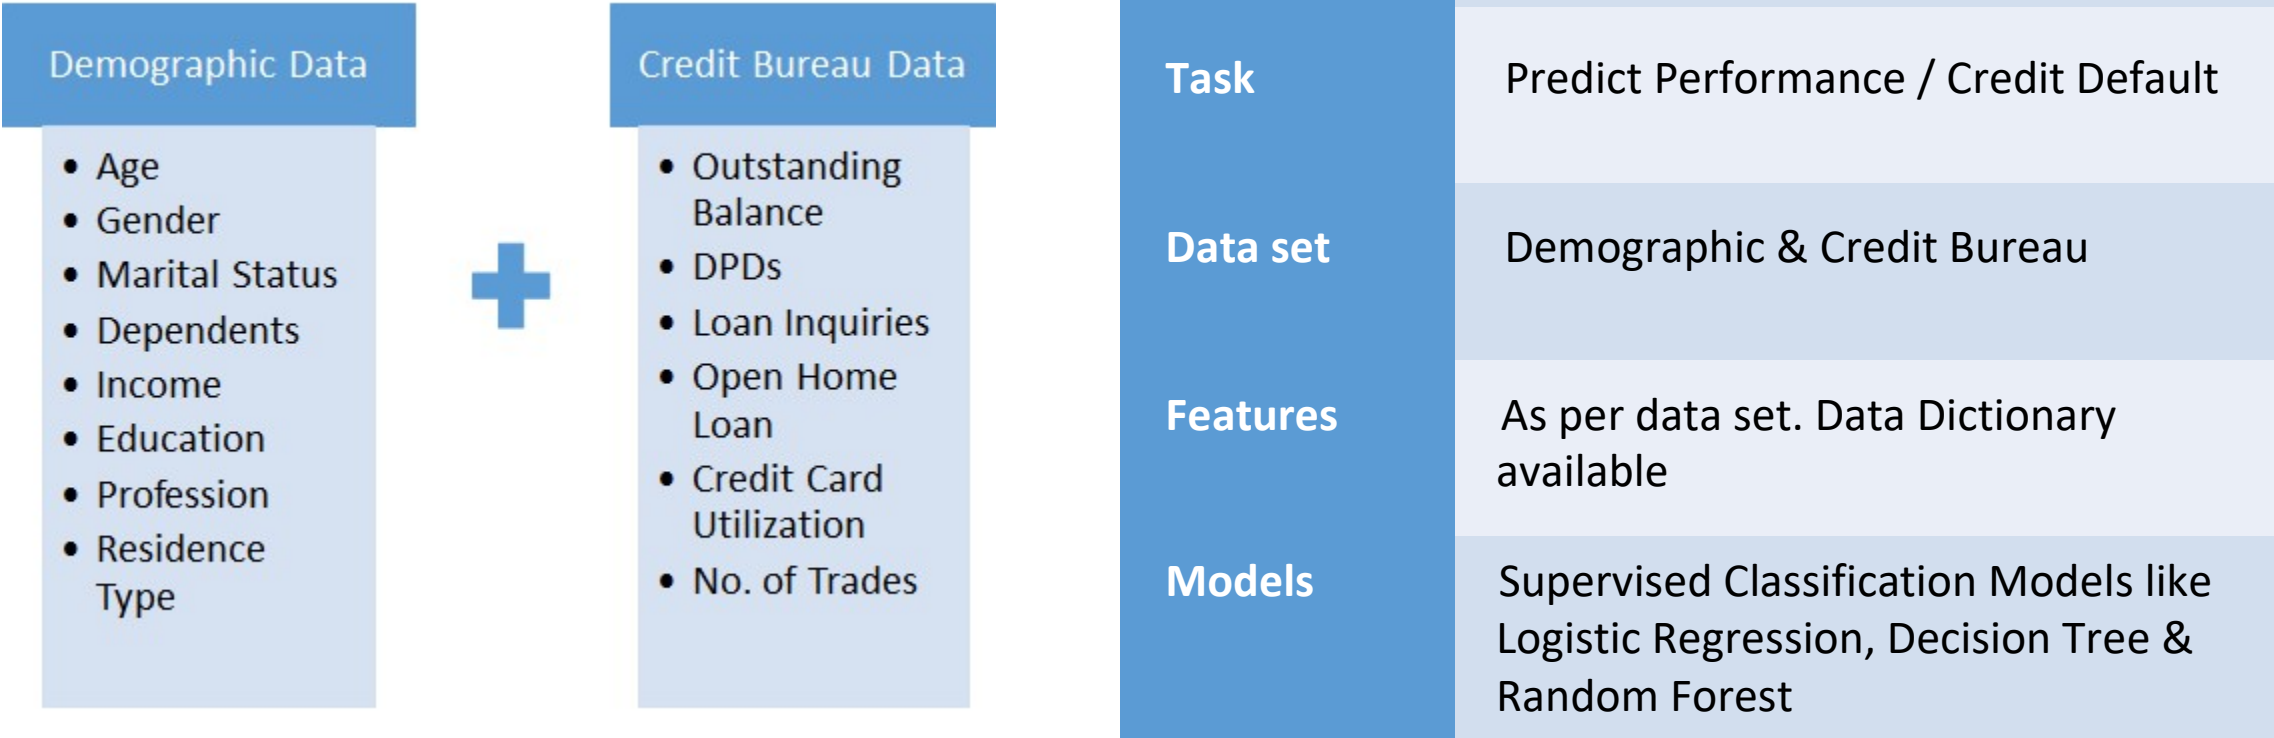 Demographic Data
• Age
• Gender
• Marital Status
• Dependents
• Income
• Education
• Profession
• Residence
Type
Credit Bureau Data
• Outstanding
Balance
• DPDs
• Loan Inquiries
• Open Home
Loan
• Credit Card
Utilization
• No. of Trades
Task
Predict Performance / Credit Default
Data set
Demographic & Credit Bureau
Features
As per data set. Data Dictionary
available
Models
Supervised Classification Models like
Logistic Regression, Decision Tree &
Random Forest